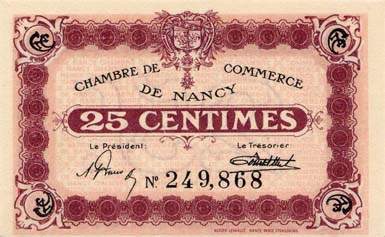 CHAMBRE DE COMMERCE
DE NANCY
25 CENTIMES
Le Président: Le Trésorier
No 249,868